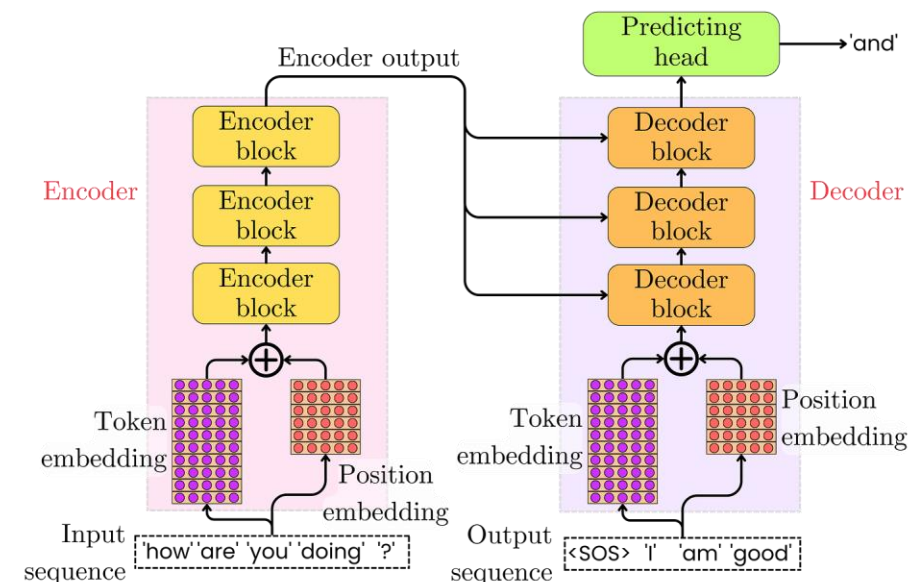 Predicting
head
'and'
Encoder output
Encoder
block
Encoder
block
Encoder
block
Encoder
Token
embedding
Position
embedding
Input
sequence
'how' 'are' 'you' 'doing' '?'
Decoder
block
Decoder
block
Decoder
block
Decoder
Token
embedding
Position
embedding
Output
sequence
<SOS> 'I' 'am' 'good'